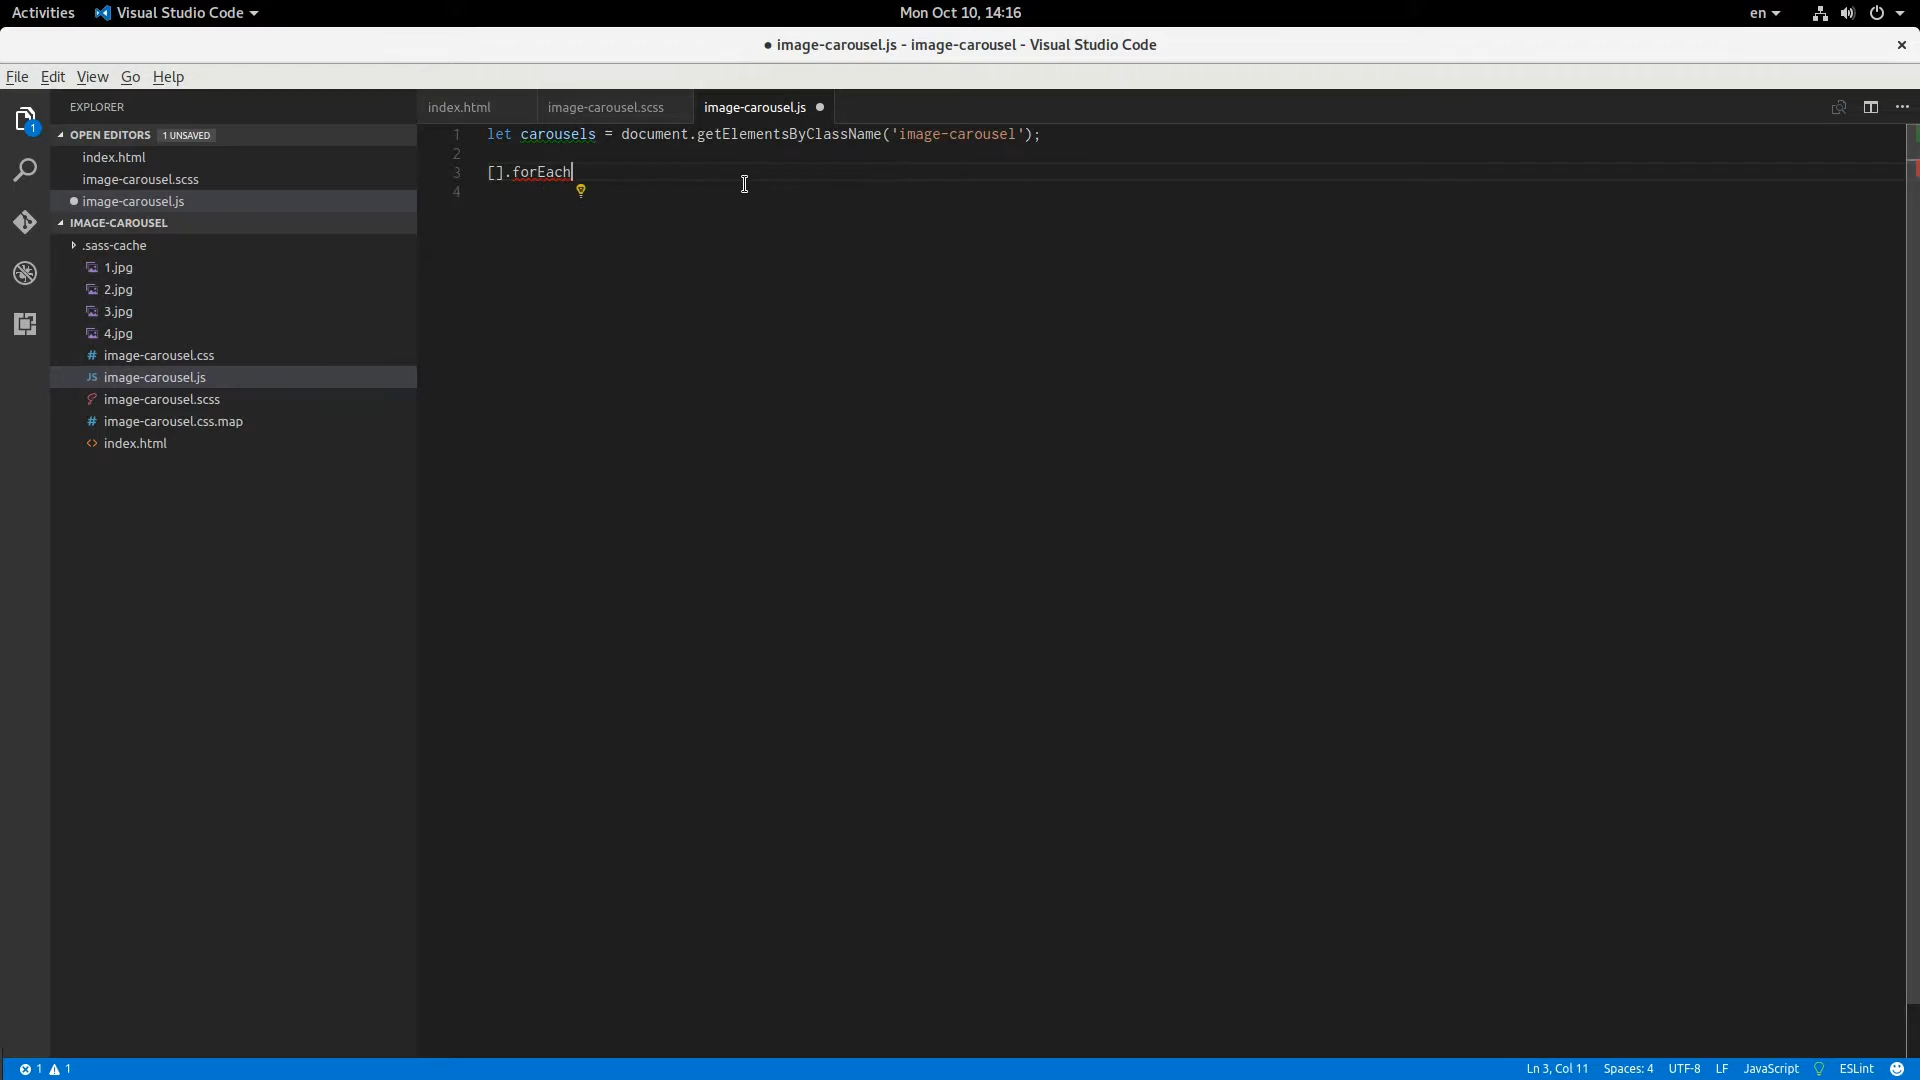 Activities Visual Studio Code Mon Oct 10, 14:16 en
● image-carousel.js - image-carousel - Visual Studio Code ×
File Edit View Go Help
EXPLORER index.html image-carousel.scss image-carousel.js
OPEN EDITORS 1 UNSAVED
index.html
image-carousel.scss
image-carousel.js
IMAGE-CAROUSEL
.sass-cache
1.jpg
2.jpg
3.jpg
4.jpg
# image-carousel.css
JS image-carousel.js
image-carousel.scss
# image-carousel.css.map
<> index.html
1 let carousels = document.getElementsByClassName('image-carousel');
2
3 [].forEach
4
1 1 Ln 3, Col 11 Spaces: 4 UTF-8 LF JavaScript ESLint